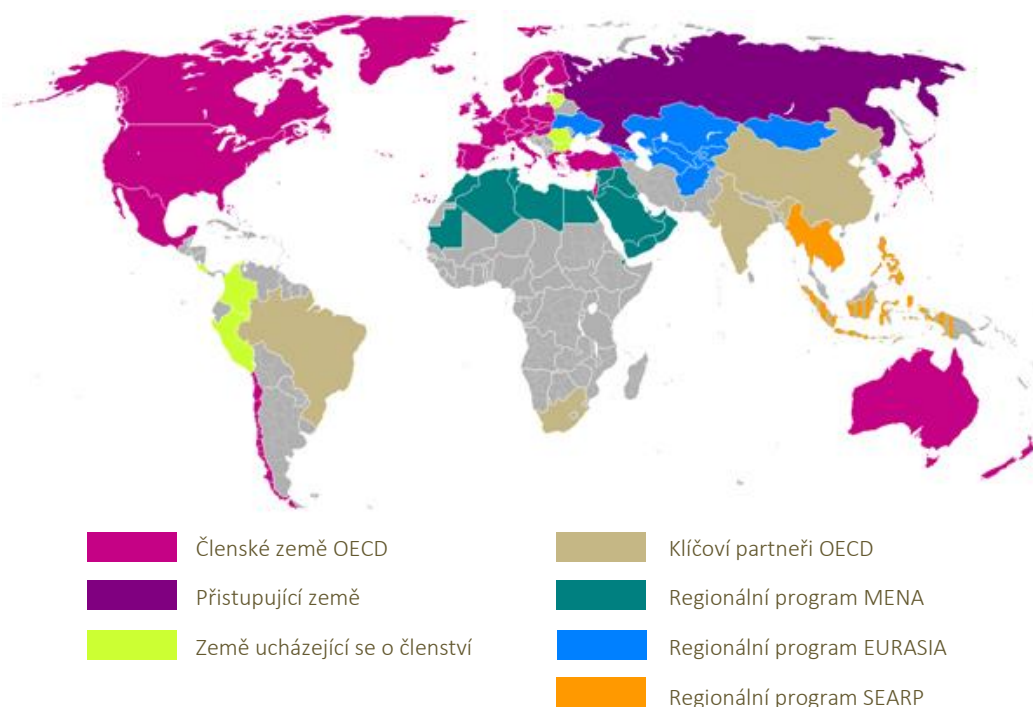 Členské země OECD
Přistupující země
Země ucházející se o členství
Klíčoví partneři OECD
Regionální program MENA
Regionální program EURASIA
Regionální program SEARP